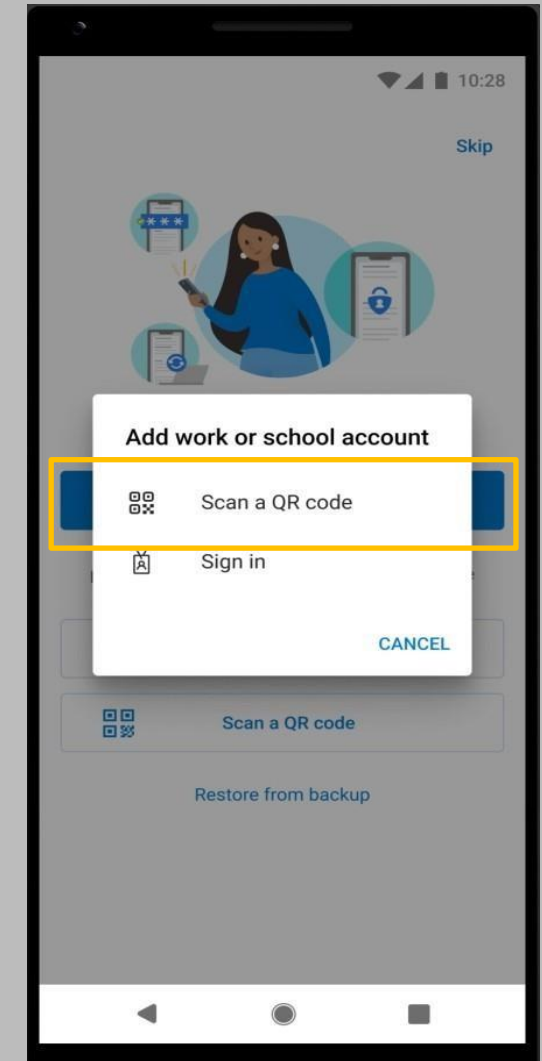 10:28
Skip
* * *
Add work or school account
Scan a QR code
Sign in
CANCEL
Scan a QR code
Restore from backup